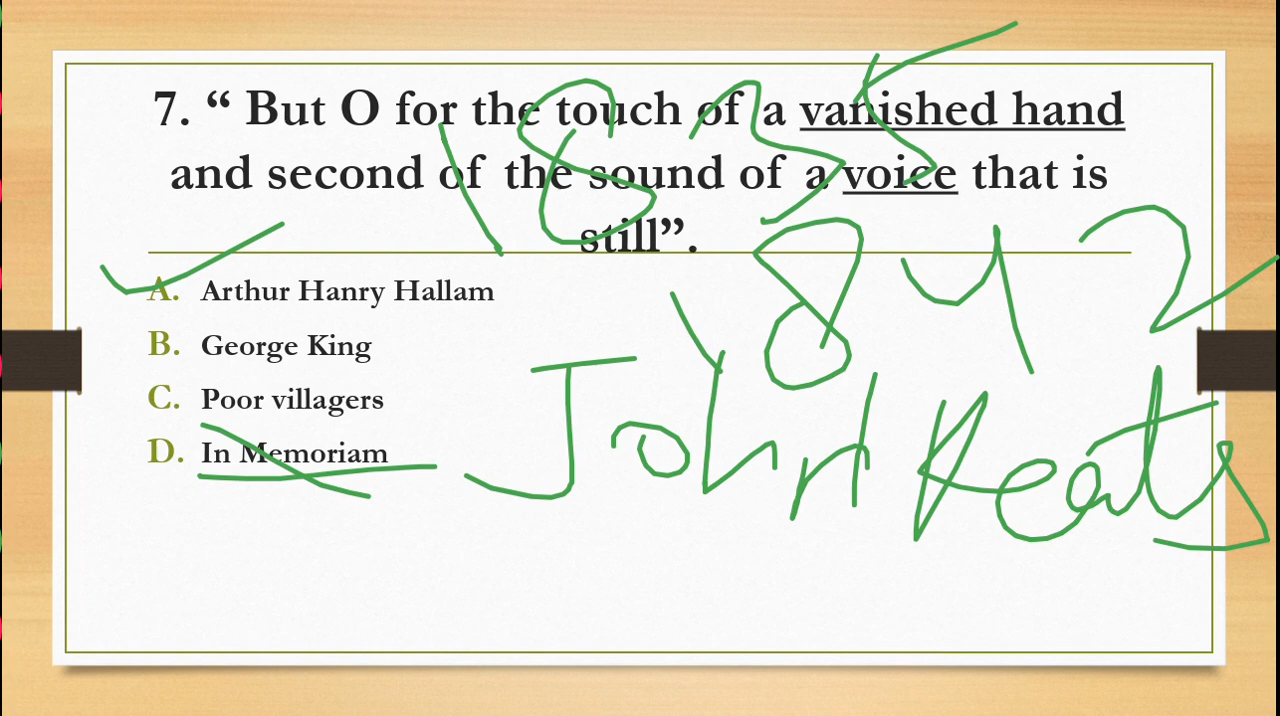 7. “ But O for the touch of a vanished hand
and second of the sound of a voice that is
still”.
1835
1842
A. Arthur Hanry Hallam
B. George King
C. Poor villagers
D. In Memoriam
John Keats